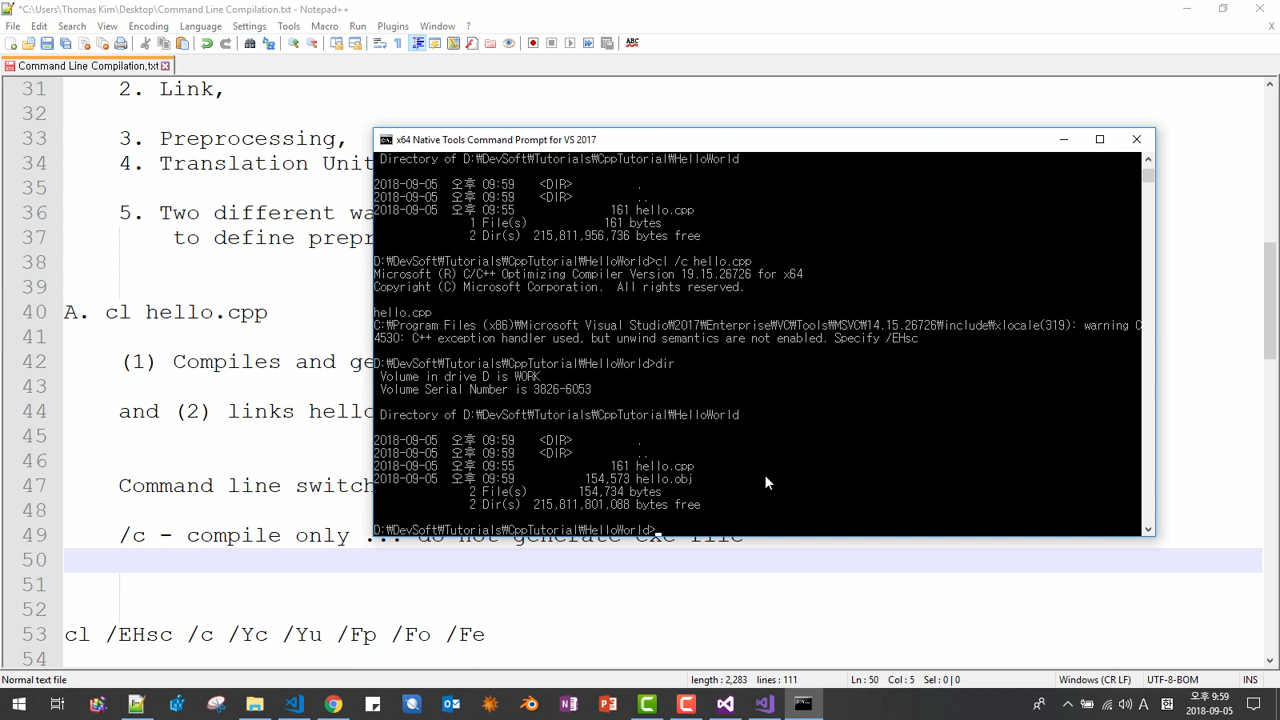 *C:\Users\Thomas Kim\Desktop\Command Line Compilation.txt - Notepad++
File Edit Search View Encoding Language Settings Tools Macro Run Plugins Window ? X
Command Line Compilation.txt
31 2. Link,
32
33 3. Preprocessing,
34 4. Translation Unit
35
36 5. Two different wa
37 to define prepr
38
39
40 A. cl hello.cpp
41
42 (1) Compiles and ge
43
44 and (2) links hello
45
46
47 Command line switch
48
49 /c - compile only ... do not generate exe file
50
51
52
53 cl /EHsc /c /Yc /Yu /Fp /Fo /Fe
54
x64 Native Tools Command Prompt for VS 2017
Directory of D:₩DevSoft₩Tutorials₩CppTutorial₩HelloWorld
2018-09-05 오후 09:59 <DIR> .
2018-09-05 오후 09:59 <DIR> ..
2018-09-05 오후 09:55 161 hello.cpp
1 File(s) 161 bytes
2 Dir(s) 215,811,956,736 bytes free
D:₩DevSoft₩Tutorials₩CppTutorial₩HelloWorld>cl /c hello.cpp
Microsoft (R) C/C++ Optimizing Compiler Version 19.15.26726 for x64
Copyright (C) Microsoft Corporation. All rights reserved.
hello.cpp
C:₩Program Files (x86)₩Microsoft Visual Studio₩2017₩Enterprise₩VC₩Tools₩MSVC₩14.15.26726₩include₩xlocale(319): warning C
4530: C++ exception handler used, but unwind semantics are not enabled. Specify /EHsc
D:₩DevSoft₩Tutorials₩CppTutorial₩HelloWorld>dir
Volume in drive D is WORK
Volume Serial Number is 3826-6053
Directory of D:₩DevSoft₩Tutorials₩CppTutorial₩HelloWorld
2018-09-05 오후 09:59 <DIR> .
2018-09-05 오후 09:59 <DIR> ..
2018-09-05 오후 09:55 161 hello.cpp
2018-09-05 오후 09:59 154,573 hello.obj
2 File(s) 154,734 bytes
2 Dir(s) 215,811,801,088 bytes free
D:₩DevSoft₩Tutorials₩CppTutorial₩HelloWorld>
Normal text file length : 2,283 lines : 111 Ln : 50 Col : 5 Sel : 0 | 0 Windows (CR LF) UTF-8-BOM INS
A 오후 9:59
2018-09-05